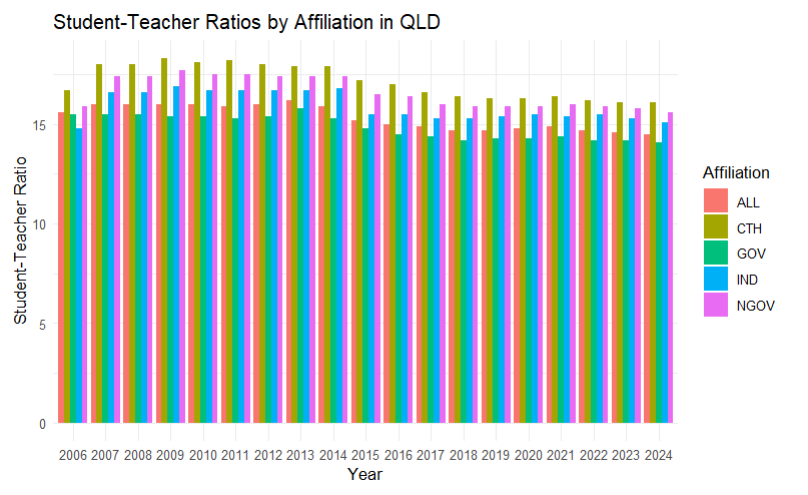 Student-Teacher Ratios by Affiliation in QLD
Student-Teacher Ratio
15
10
5
0
2006 2007 2008 2009 2010 2011 2012 2013 2014 2015 2016 2017 2018 2019 2020 2021 2022 2023 2024
Year
Affiliation
ALL
CTH
GOV
IND
NGOV